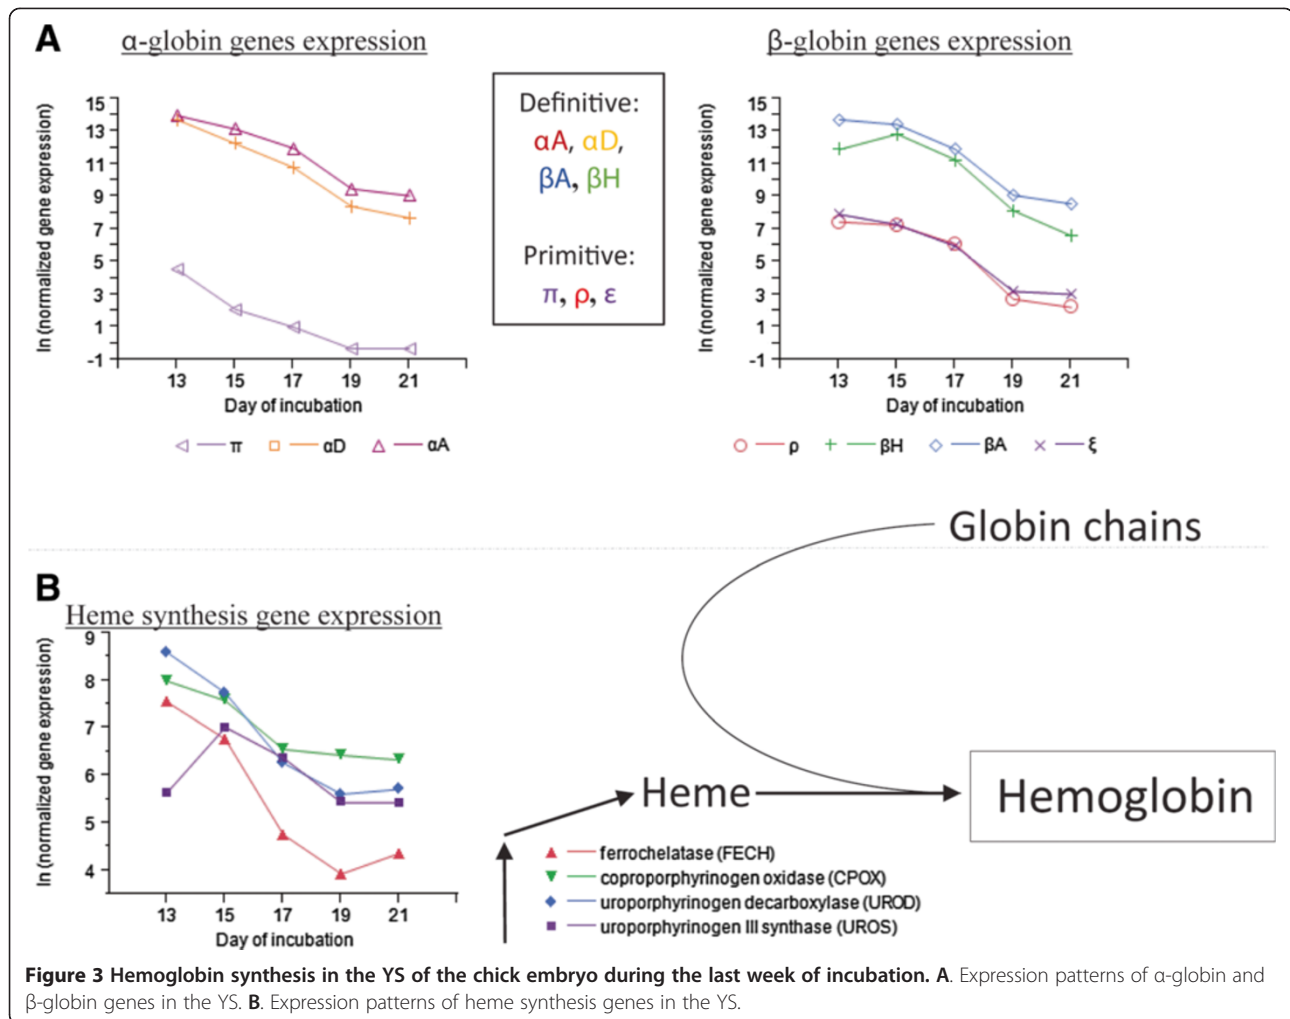 A
α-globin genes expression
β-globin genes expression
ln (normalized gene expression)
15
13
11
9
7
5
3
1
-1
13 15 17 19 21
Day of incubation
π αD αA
Definitive:
αA, αD,
βA, βH
Primitive:
π, ρ, ε
ln (normalized gene expression)
15
13
11
9
7
5
3
1
-1
13 15 17 19 21
Day of incubation
ρ βH βA ξ
Globin chains
B
Heme synthesis gene expression
ln (normalized gene expression)
9
8
7
6
5
4
13 15 17 19 21
Day of incubation
Heme
Hemoglobin
ferrochelatase (FECH)
coproporphyrinogen oxidase (CPOX)
uroporphyrinogen decarboxylase (UROD)
uroporphyrinogen III synthase (UROS)
Figure 3 Hemoglobin synthesis in the YS of the chick embryo during the last week of incubation. A. Expression patterns of α-globin and
β-globin genes in the YS. B. Expression patterns of heme synthesis genes in the YS.